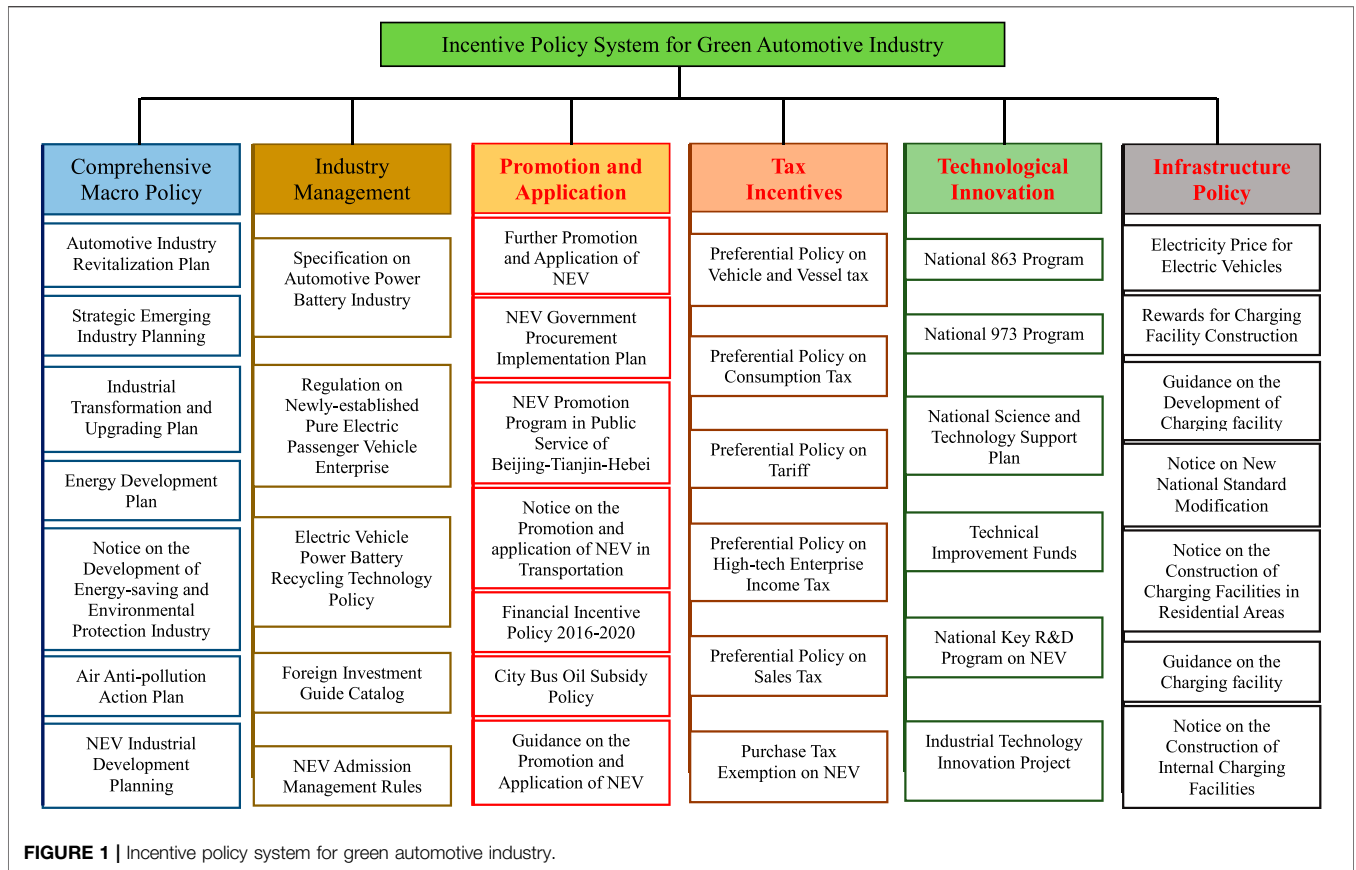 Incentive Policy System for Green Automotive Industry
Comprehensive
Macro Policy
Automotive Industry
Revitalization Plan
Strategic Emerging
Industry Planning
Industrial
Transformation and
Upgrading Plan
Energy Development
Plan
Notice on the
Development of
Energy-saving and
Environmental
Protection Industry
Air Anti-pollution
Action Plan
NEV Industrial
Development
Planning
Industry
Management
Specification on
Automotive Power
Battery Industry
Regulation on
Newly-established
Pure Electric
Passenger Vehicle
Enterprise
Electric Vehicle
Power Battery
Recycling Technology
Policy
Foreign Investment
Guide Catalog
NEV Admission
Management Rules
Promotion and
Application
Further Promotion
and Application of
NEV
NEV Government
Procurement
Implementation Plan
NEV Promotion
Program in Public
Service of
Beijing-Tianjin-Hebei
Notice on the
Promotion and
application of NEV in
Transportation
Financial Incentive
Policy 2016-2020
City Bus Oil Subsidy
Policy
Guidance on the
Promotion and
Application of NEV
Tax
Incentives
Preferential Policy on
Vehicle and Vessel tax
Preferential Policy on
Consumption Tax
Preferential Policy on
Tariff
Preferential Policy on
High-tech Enterprise
Income Tax
Preferential Policy on
Sales Tax
Purchase Tax
Exemption on NEV
Technological
Innovation
National 863 Program
National 973 Program
National Science and
Technology Support
Plan
Technical
Improvement Funds
National Key R&D
Program on NEV
Industrial Technology
Innovation Project
Infrastructure
Policy
Electricity Price for
Electric Vehicles
Rewards for Charging
Facility Construction
Guidance on the
Development of
Charging facility
Notice on New
National Standard
Modification
Notice on the
Construction of
Charging Facilities in
Residential Areas
Guidance on the
Charging facility
Notice on the
Construction of
Internal Charging
Facilities
FIGURE 1 | Incentive policy system for green automotive industry.